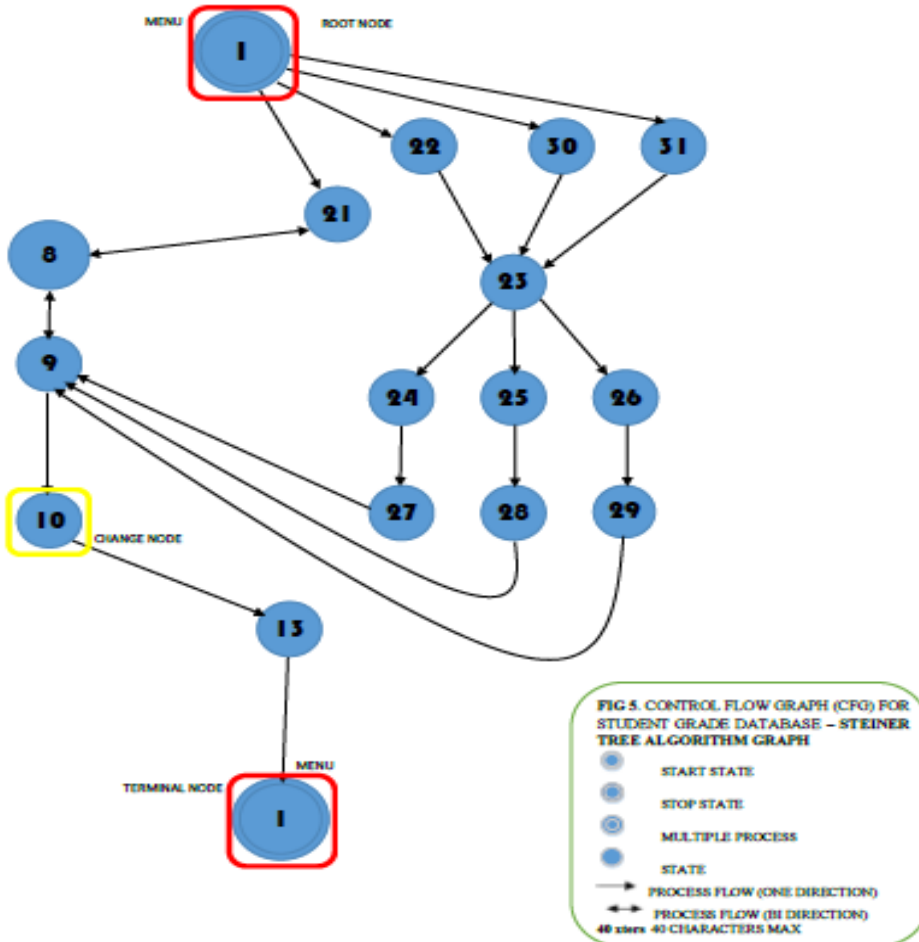 MENU
ROOT NODE
1
22
30
31
21
8
23
9
24
25
26
10
27
28
29
CHANGE NODE
13
MENU
TERMINAL NODE
1
FIG 5. CONTROL FLOW GRAPH (CFG) FOR
STUDENT GRADE DATABASE – STEINER
TREE ALGORITHM GRAPH
START STATE
STOP STATE
MULTIPLE PROCESS
STATE
PROCESS FLOW (ONE DIRECTION)
PROCESS FLOW (BI DIRECTION)
40 xters 40 CHARACTERS MAX